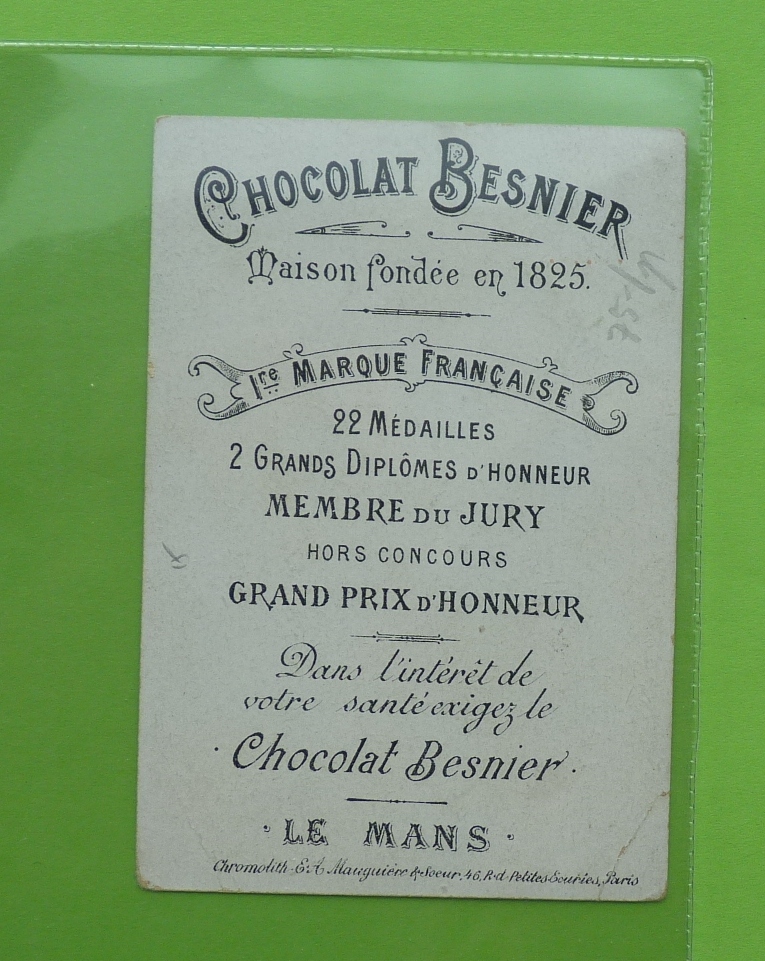 CHOCOLAT BESNIER
Maison fondée en 1825.
1re MARQUE FRANÇAISE
22 MÉDAILLES
2 GRANDS DIPLÔMES D'HONNEUR
MEMBRE DU JURY
HORS CONCOURS
GRAND PRIX D'HONNEUR
Dans l'intérêt de
votre santé exigez le
Chocolat Besnier.
LE MANS
Chromolith. E.A. Mauguière & Soeur, 46, R. d. Petites Ecuries, Paris